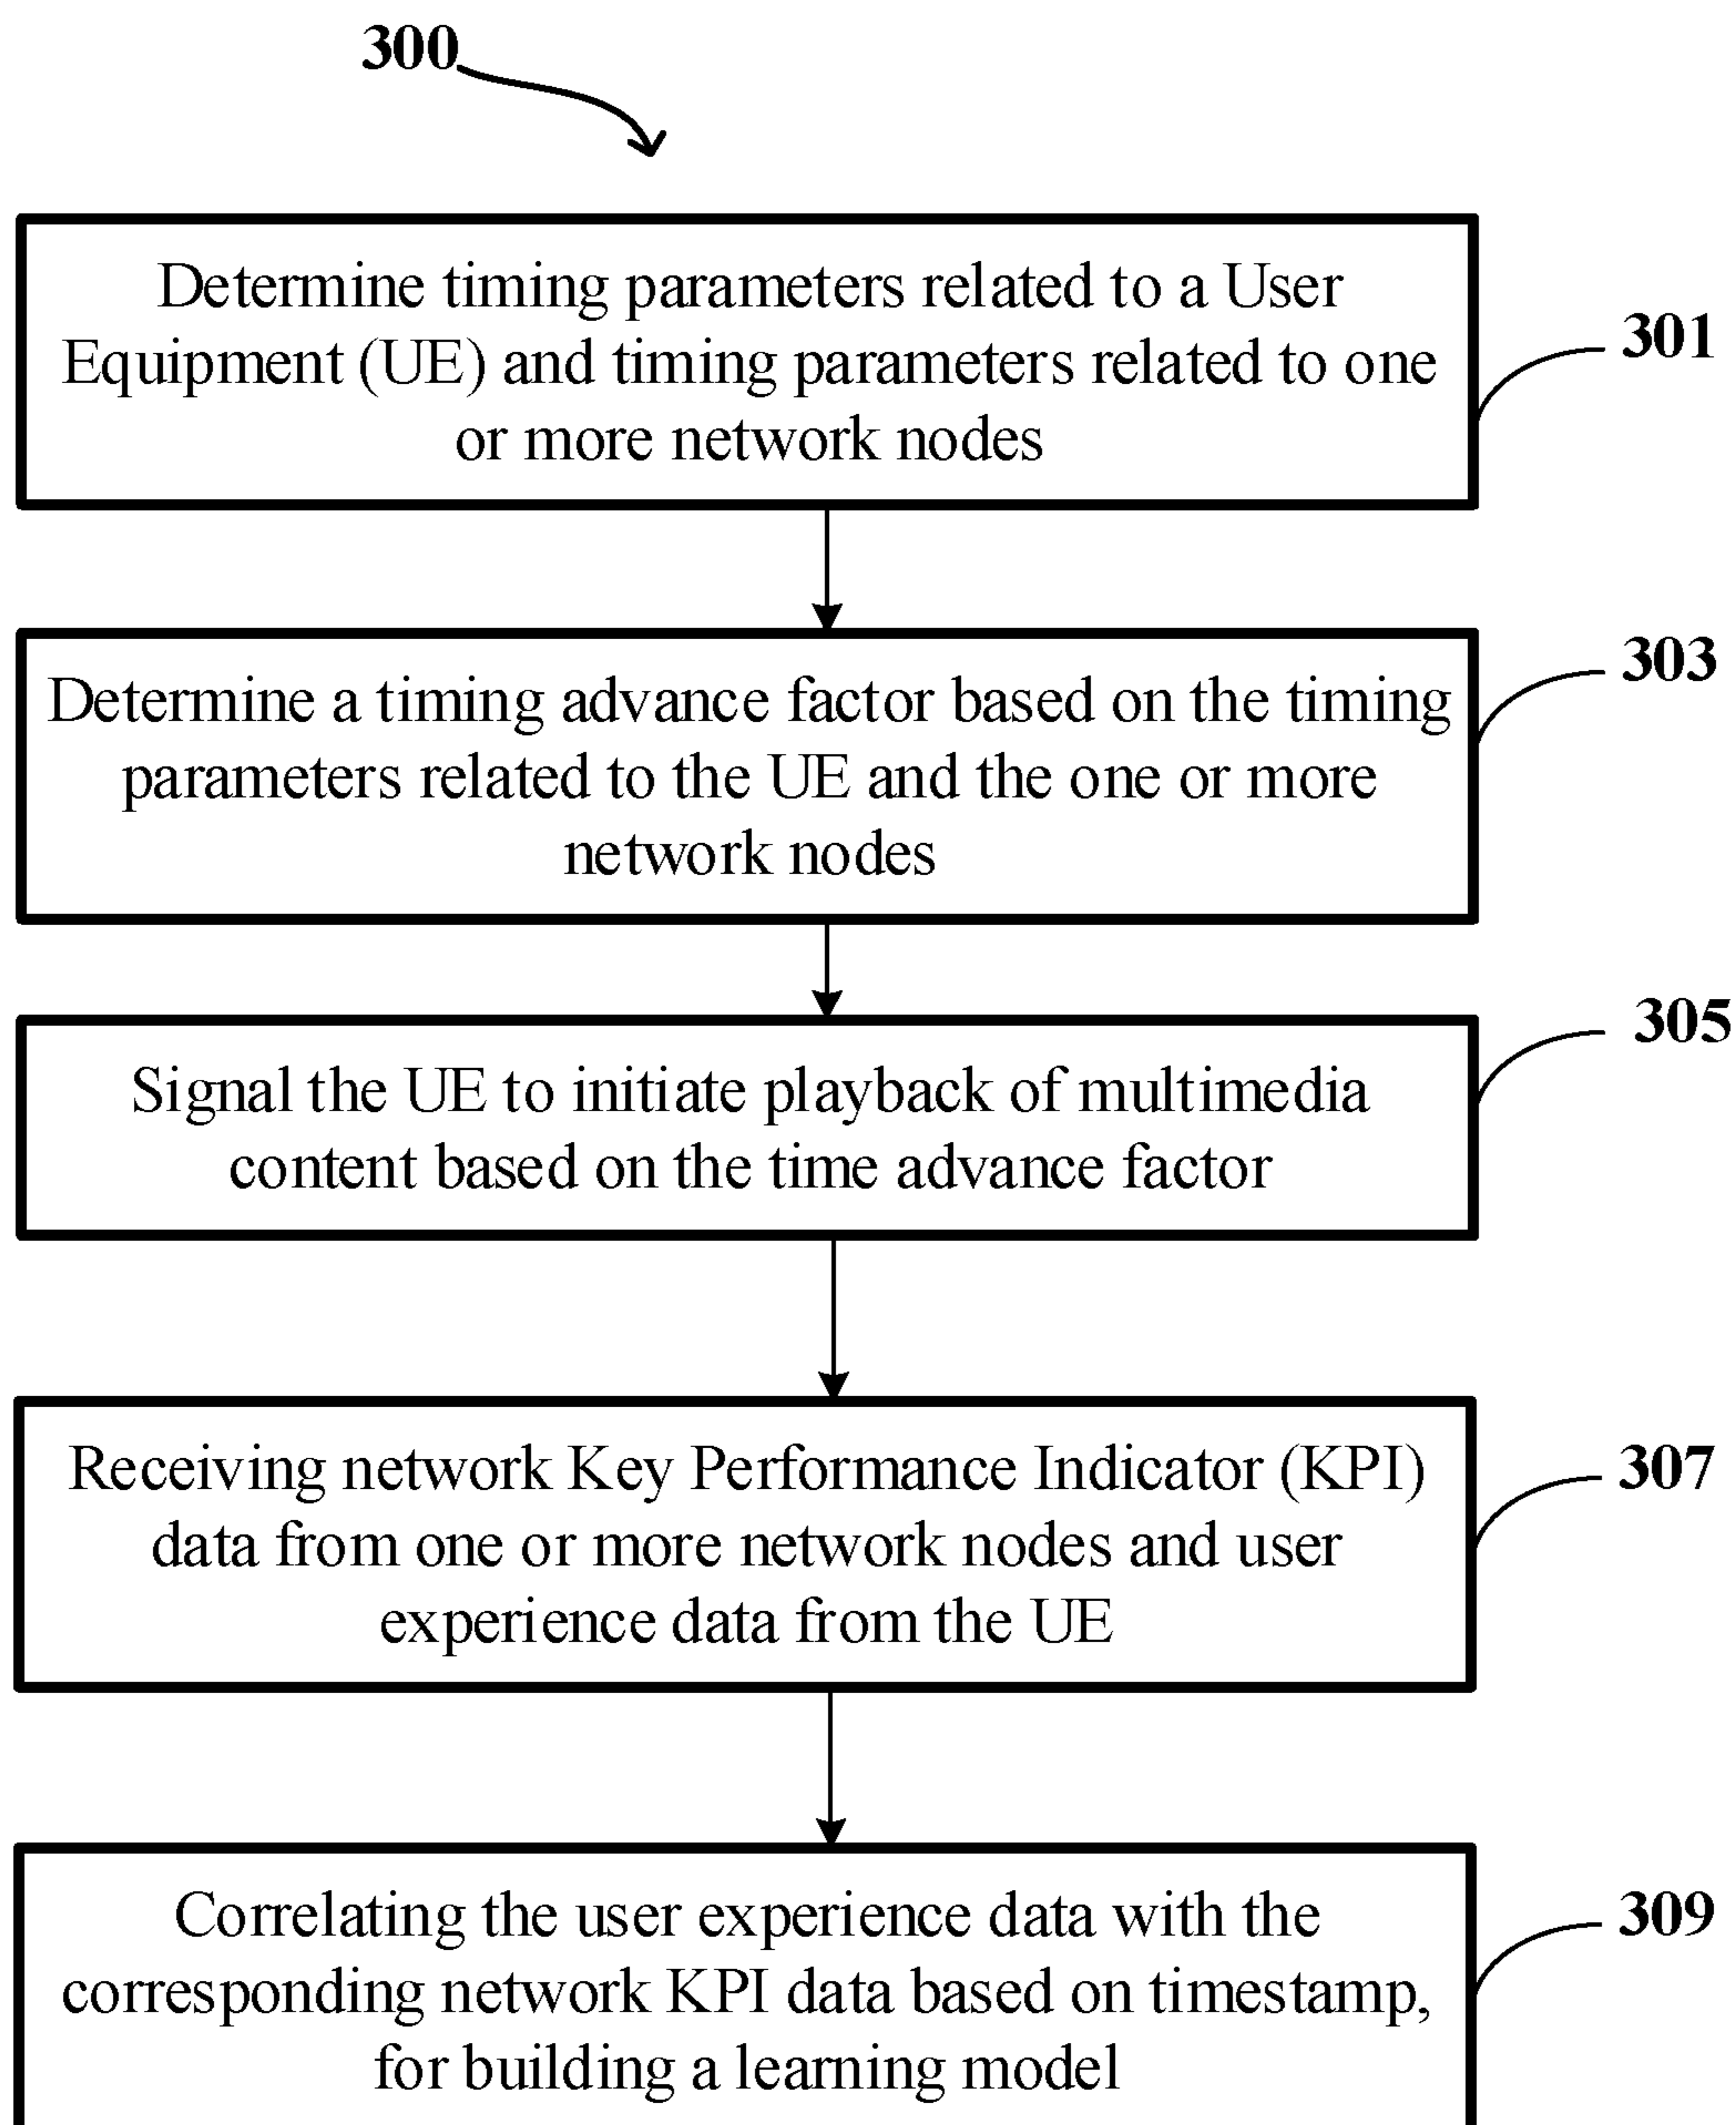 300
Determine timing parameters related to a User
Equipment (UE) and timing parameters related to one
or more network nodes
301
Determine a timing advance factor based on the timing
parameters related to the UE and the one or more
network nodes
303
Signal the UE to initiate playback of multimedia
content based on the time advance factor
305
Receiving network Key Performance Indicator (KPI)
data from one or more network nodes and user
experience data from the UE
307
Correlating the user experience data with the
corresponding network KPI data based on timestamp,
for building a learning model
309